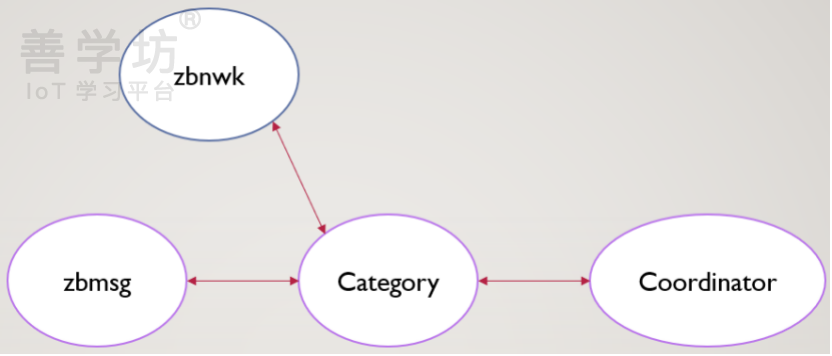 善学坊®
IoT 学习平台
zbnwk
zbmsg
Category
Coordinator